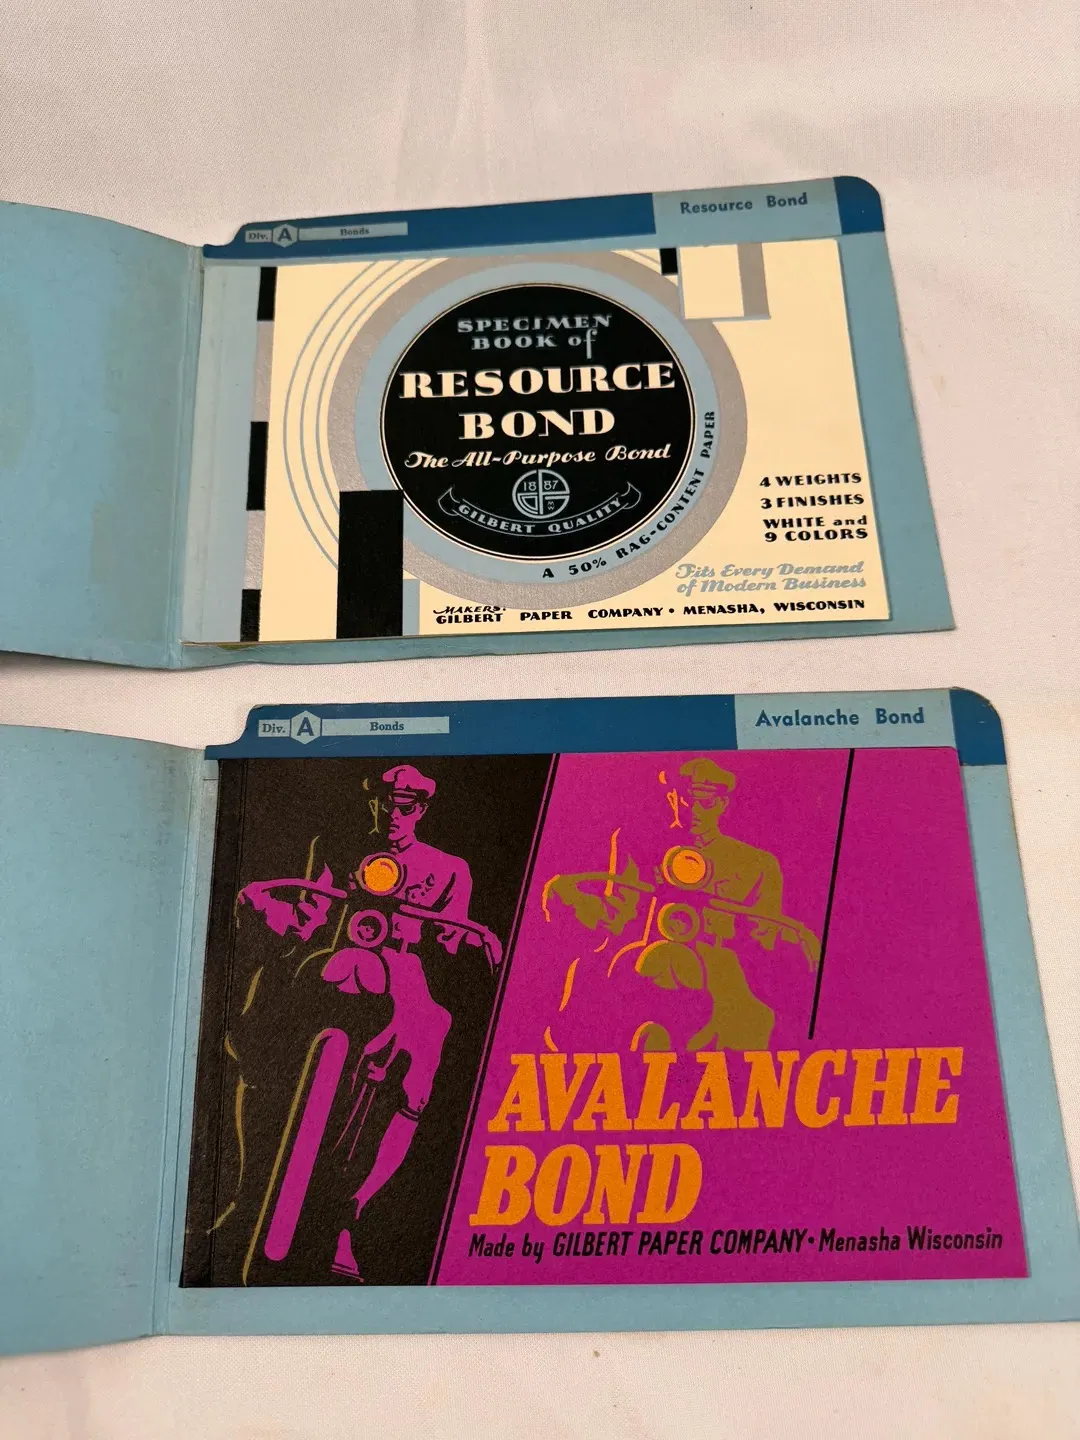 Div. A Bonds
Resource Bond
SPECIMEN
BOOK of
RESOURCE
BOND
The All-Purpose Bond
18 87
GILBERT QUALITY
A 50% RAG-CONTENT PAPER
4 WEIGHTS
3 FINISHES
WHITE and
9 COLORS
Fits Every Demand
of Modern Business
MAKERS:
GILBERT PAPER COMPANY • MENASHA, WISCONSIN
Div. A Bonds
Avalanche Bond
AVALANCHE
BOND
Made by GILBERT PAPER COMPANY • Menasha Wisconsin